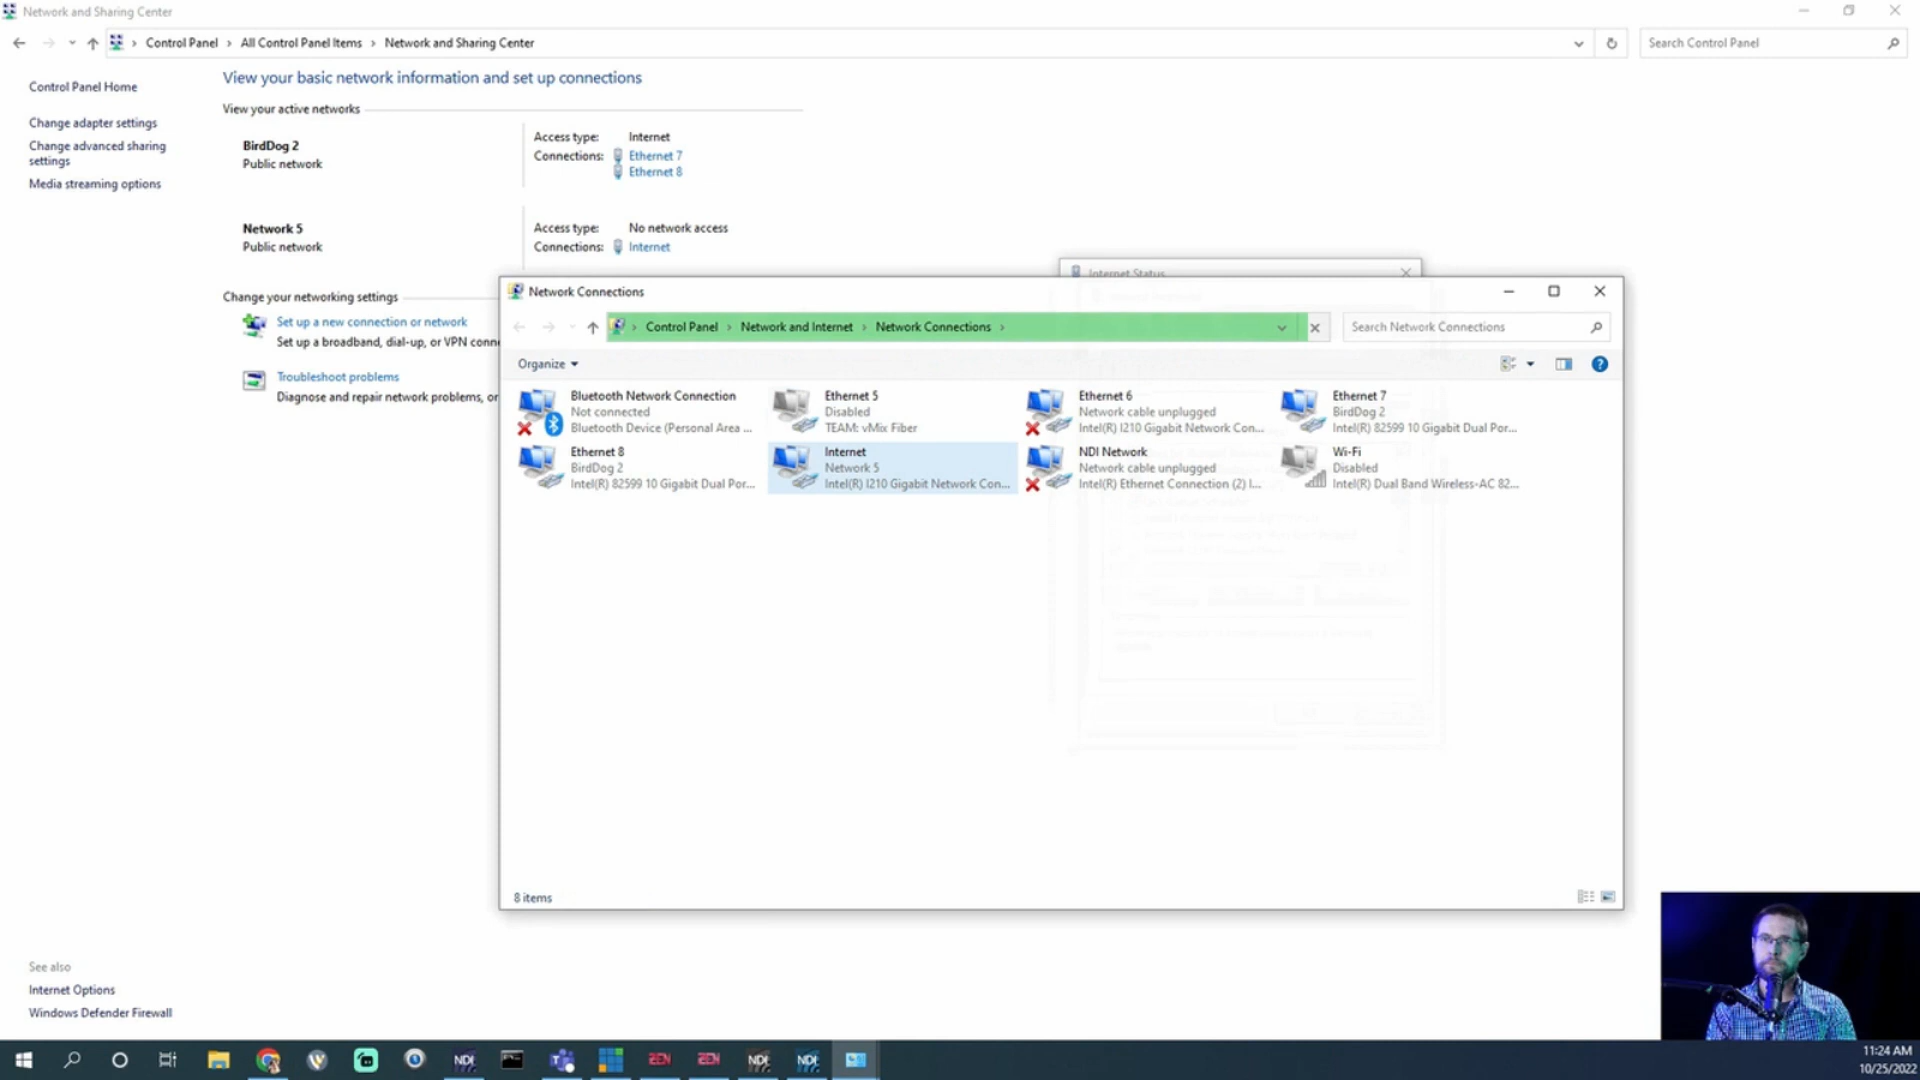 Network and Sharing Center
Control Panel > All Control Panel Items > Network and Sharing Center
Search Control Panel
Control Panel Home
Change adapter settings
Change advanced sharing
settings
Media streaming options
View your basic network information and set up connections
View your active networks
BirdDog 2
Public network
Access type: Internet
Connections: Ethernet 7
Ethernet 8
Network 5
Public network
Access type: No network access
Connections: Internet
Change your networking settings
Set up a new connection or network
Set up a broadband, dial-up, or VPN conne
Troubleshoot problems
Diagnose and repair network problems, or
Internet Status
Network Connections
Control Panel > Network and Internet > Network Connections >
Search Network Connections
Organize
Bluetooth Network Connection
Not connected
Bluetooth Device (Personal Area ...
Ethernet 5
Disabled
TEAM: vMix Fiber
Ethernet 6
Network cable unplugged
Intel(R) I210 Gigabit Network Con...
Ethernet 7
BirdDog 2
Intel(R) 82599 10 Gigabit Dual Por...
Ethernet 8
BirdDog 2
Intel(R) 82599 10 Gigabit Dual Por...
Internet
Network 5
Intel(R) I210 Gigabit Network Con...
NDI Network
Network cable unplugged
Intel(R) Ethernet Connection (2) I...
Wi-Fi
Disabled
Intel(R) Dual Band Wireless-AC 82...
8 items
See also
Internet Options
Windows Defender Firewall
NDI
ZEN
ZEN
NDI
NDI
11:24 AM
10/25/2022